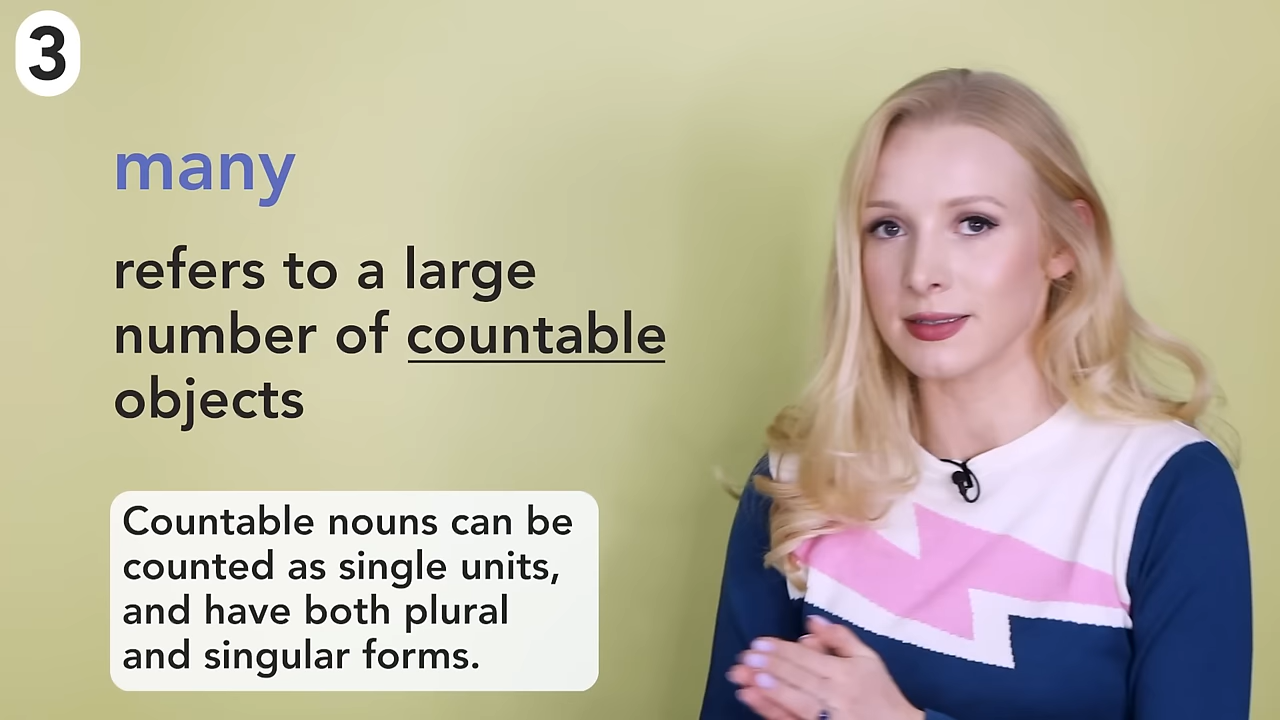 3
many
refers to a large
number of countable
objects
Countable nouns can be
counted as single units,
and have both plural
and singular forms.